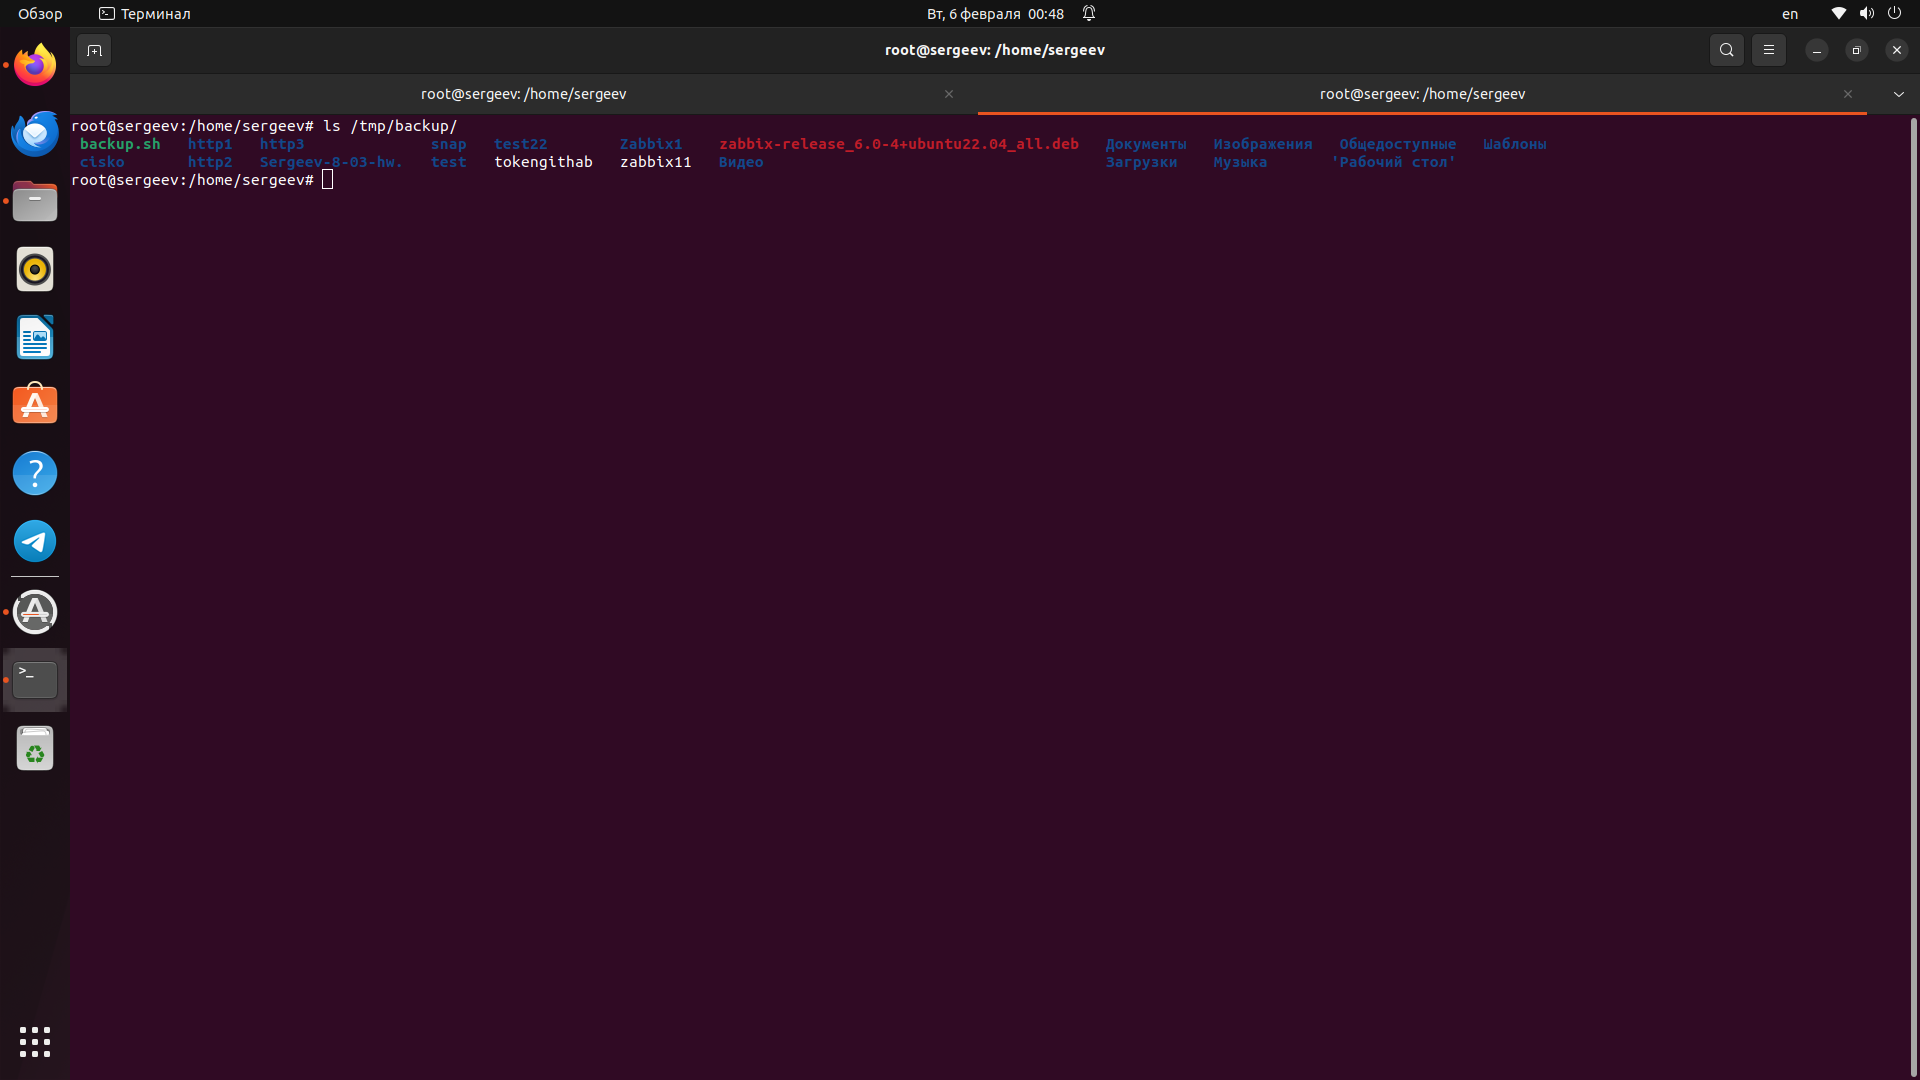 Обзор Терминал Вт, 6 февраля 00:48 en
root@sergeev: /home/sergeev
root@sergeev: /home/sergeev root@sergeev: /home/sergeev
root@sergeev:/home/sergeev# ls /tmp/backup/
backup.sh http1 http3 snap test22 Zabbix1 zabbix-release_6.0-4+ubuntu22.04_all.deb Документы Изображения Общедоступные Шаблоны
cisko http2 Sergeev-8-03-hw. test tokengithab zabbix11 Видео Загрузки Музыка 'Рабочий стол'
root@sergeev:/home/sergeev#